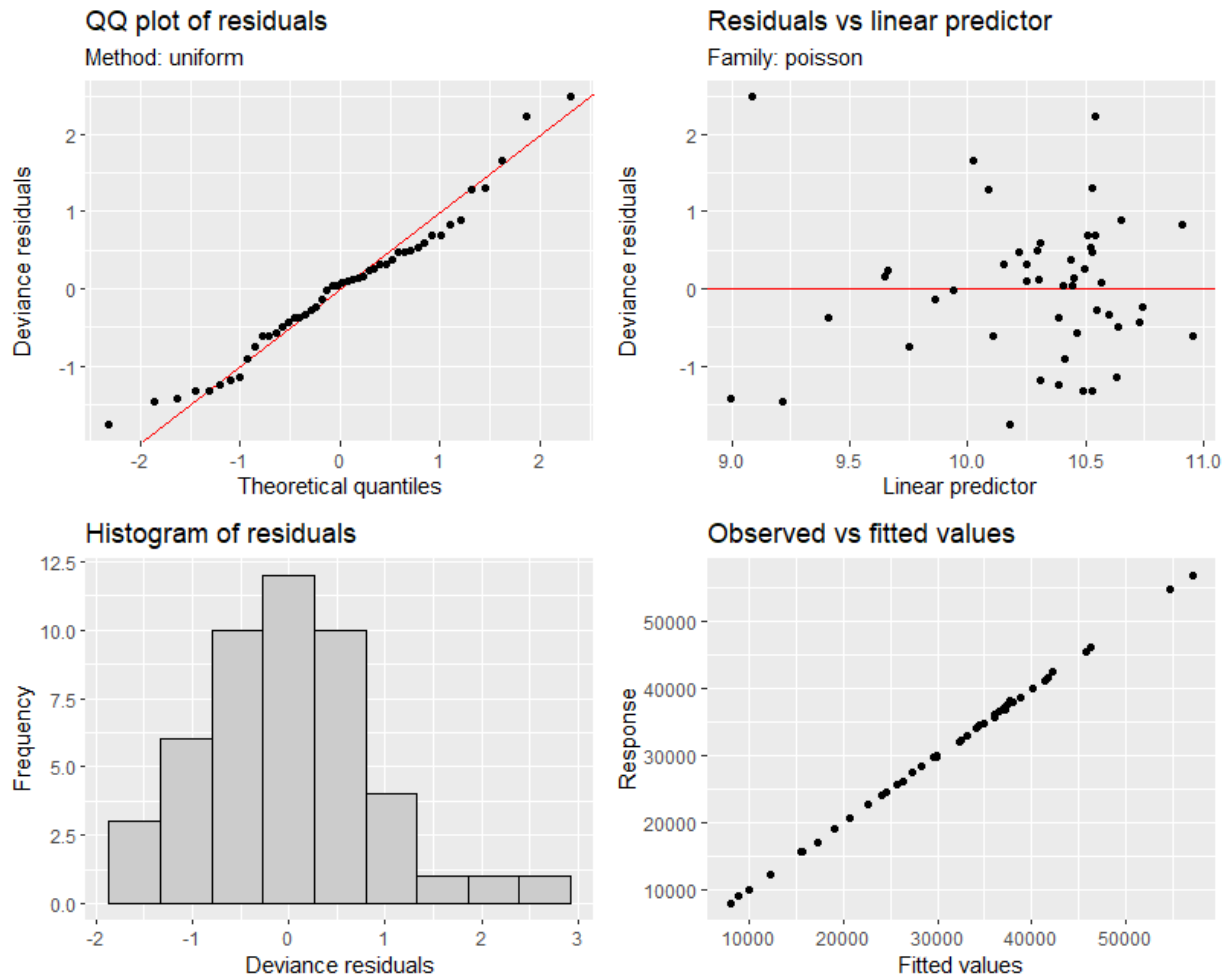 QQ plot of residuals
Method: uniform
2
1
0
-1
Deviance residuals
-2
-1
0
1
2
Theoretical quantiles
Residuals vs linear predictor
Family: poisson
2
1
0
-1
Deviance residuals
9.0
9.5
10.0
10.5
11.0
Linear predictor
Histogram of residuals
12.5
10.0
7.5
5.0
2.5
0.0
Frequency
-2
-1
0
1
2
3
Deviance residuals
Observed vs fitted values
50000
40000
30000
20000
10000
Response
10000
20000
30000
40000
50000
Fitted values